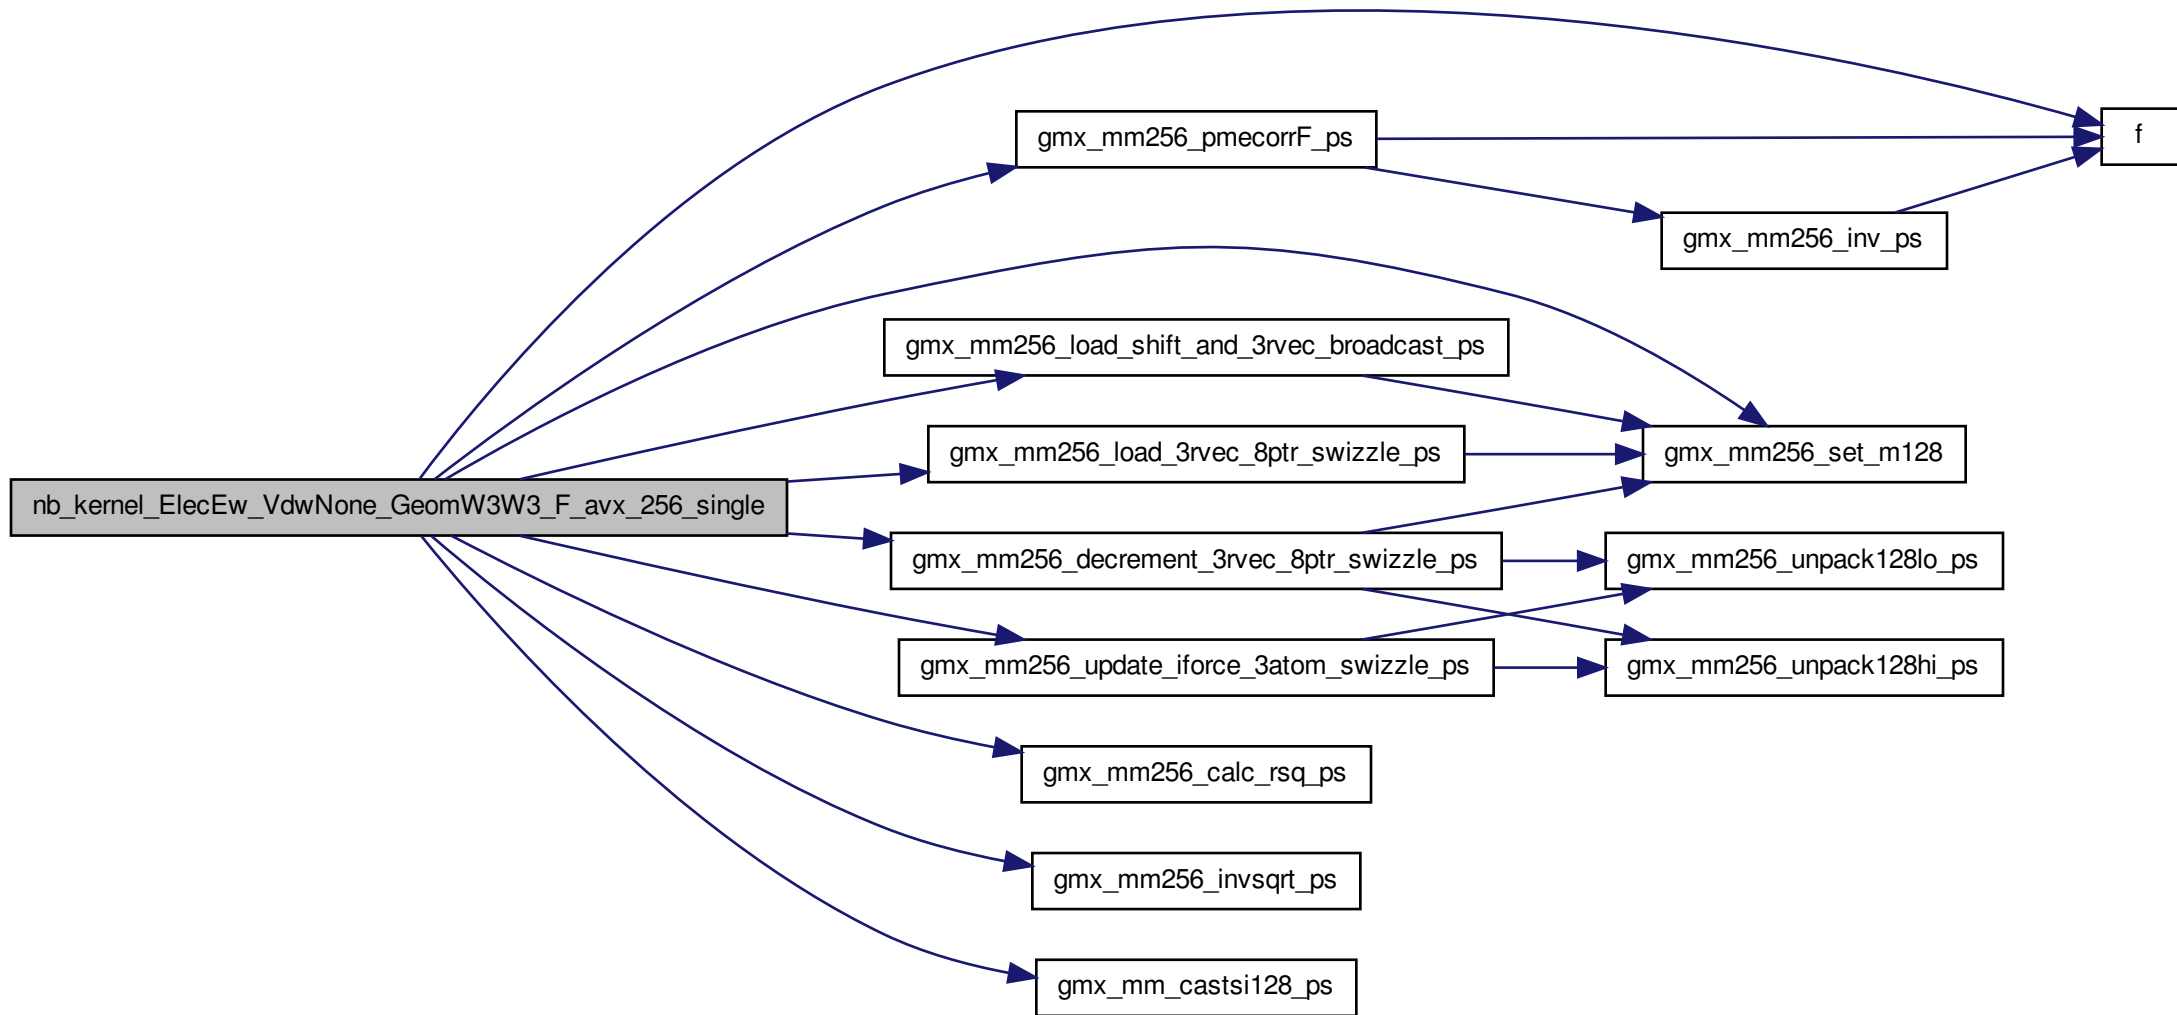 f
gmx_mm256_pmecorrF_ps
gmx_mm256_inv_ps
gmx_mm256_load_shift_and_3rvec_broadcast_ps
gmx_mm256_load_3rvec_8ptr_swizzle_ps
gmx_mm256_set_m128
nb_kernel_ElecEw_VdwNone_GeomW3W3_F_avx_256_single
gmx_mm256_decrement_3rvec_8ptr_swizzle_ps
gmx_mm256_unpack128lo_ps
gmx_mm256_update_iforce_3atom_swizzle_ps
gmx_mm256_unpack128hi_ps
gmx_mm256_calc_rsq_ps
gmx_mm256_invsqrt_ps
gmx_mm_castsi128_ps